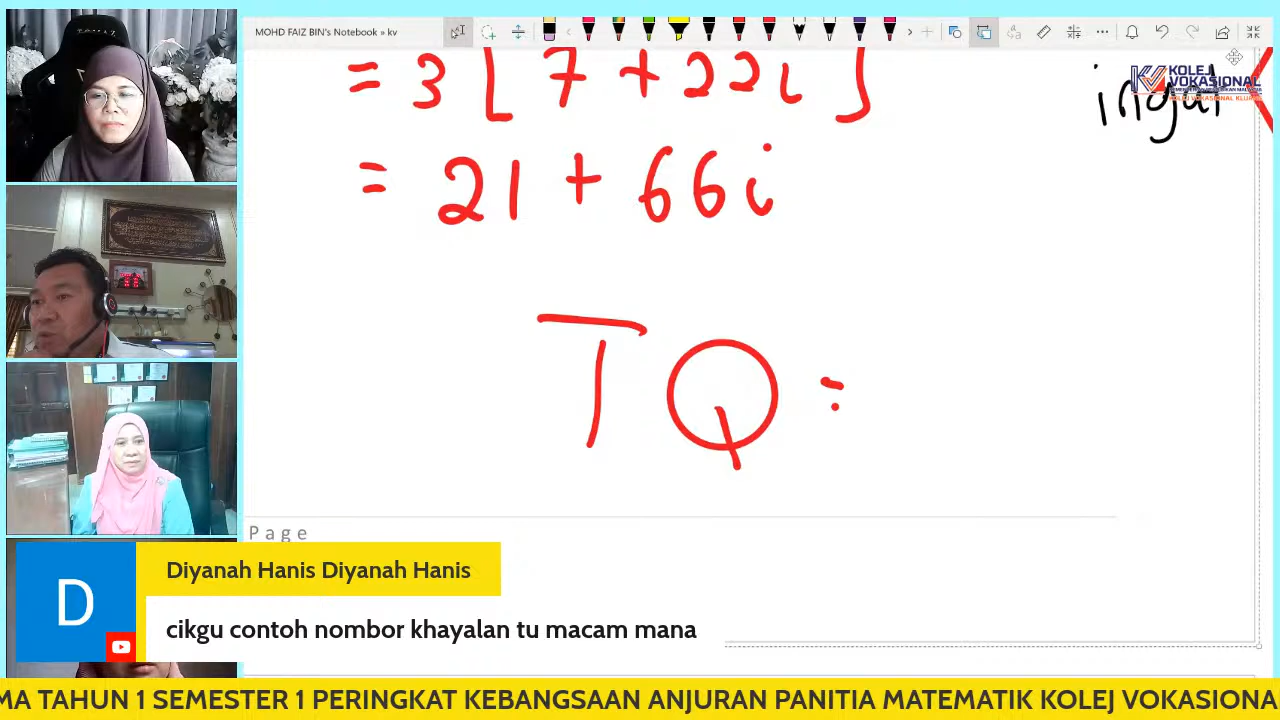 MOHD FAIZ BIN's Notebook » kv
= 3 [ 7 + 22i ]
ingat
KOLEJ
VOKASIONAL
= 21 + 66i
TQ :
Page
D
Diyanah Hanis Diyanah Hanis
cikgu contoh nombor khayalan tu macam mana
MA TAHUN 1 SEMESTER 1 PERINGKAT KEBANGSAAN ANJURAN PANITIA MATEMATIK KOLEJ VOKASIONA